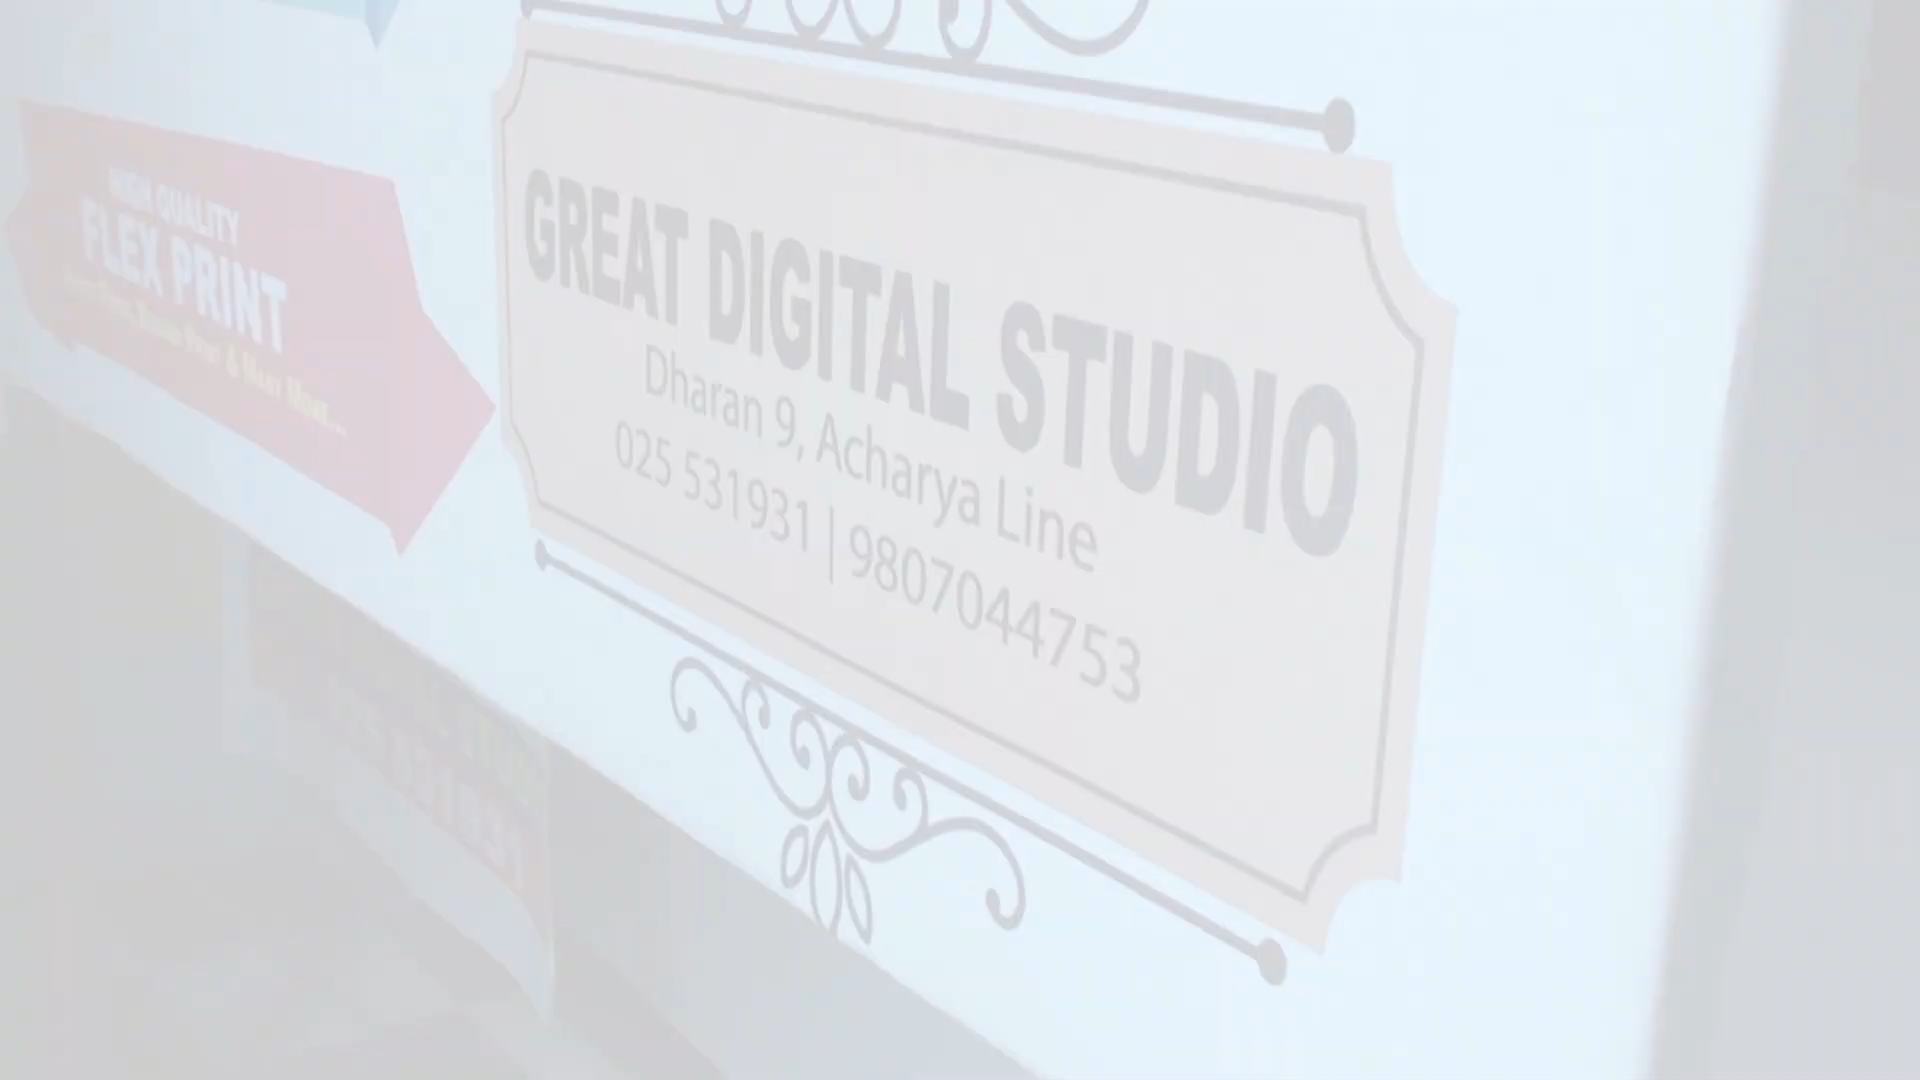 HIGH QUALITY
FLEX PRINT
GREAT DIGITAL STUDIO
Dharan 9, Acharya Line
025 531931 | 9807044753